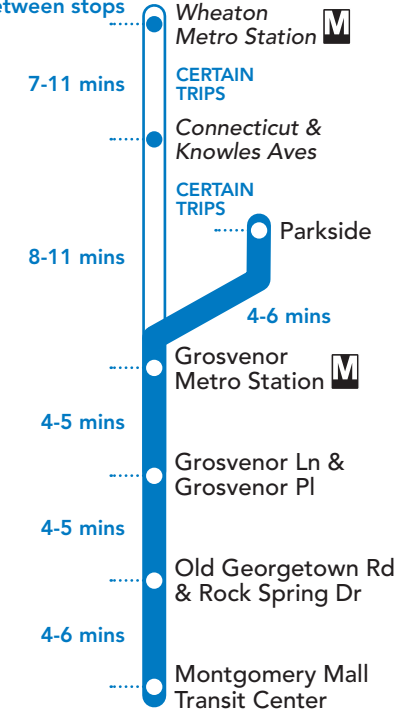 between stops
Wheaton
Metro Station M
7-11 mins
CERTAIN
TRIPS
Connecticut &
Knowles Aves
CERTAIN
TRIPS
Parkside
8-11 mins
4-6 mins
Grosvenor
Metro Station M
4-5 mins
Grosvenor Ln &
Grosvenor Pl
4-5 mins
Old Georgetown Rd
& Rock Spring Dr
4-6 mins
Montgomery Mall
Transit Center